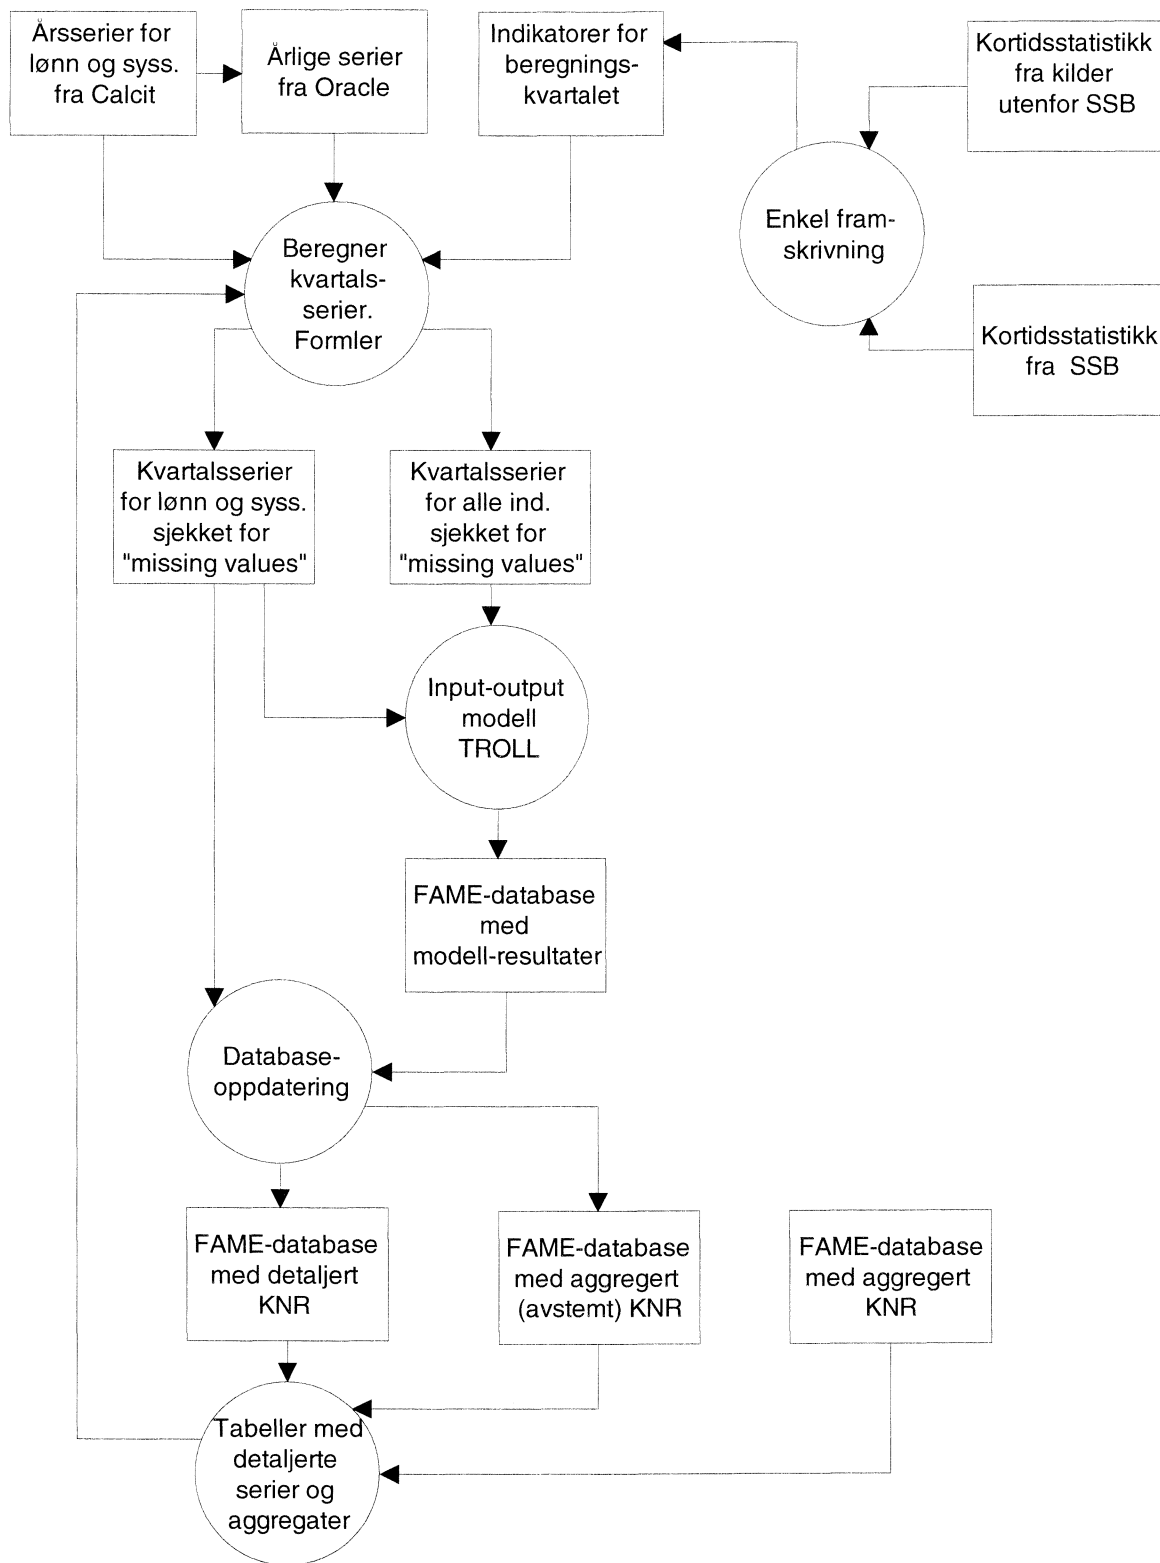 Årsserier for
lønn og syss.
fra Calcit
Årlige serier
fra Oracle
Indikatorer for
beregnings-
kvartalet
Kortidsstatistikk
fra kilder
utenfor SSB
Enkel fram-
skrivning
Beregner
kvartals-
serier.
Formler
Kortidsstatistikk
fra SSB
Kvartalsserier
for lønn og syss.
sjekket for
"missing values"
Kvartalsserier
for alle ind.
sjekket for
"missing values"
Input-output
modell
TROLL
FAME-database
med
modell-resultater
Database-
oppdatering
FAME-database
med detaljert
KNR
FAME-database
med aggregert
(avstemt) KNR
FAME-database
med aggregert
KNR
Tabeller med
detaljerte
serier og
aggregater